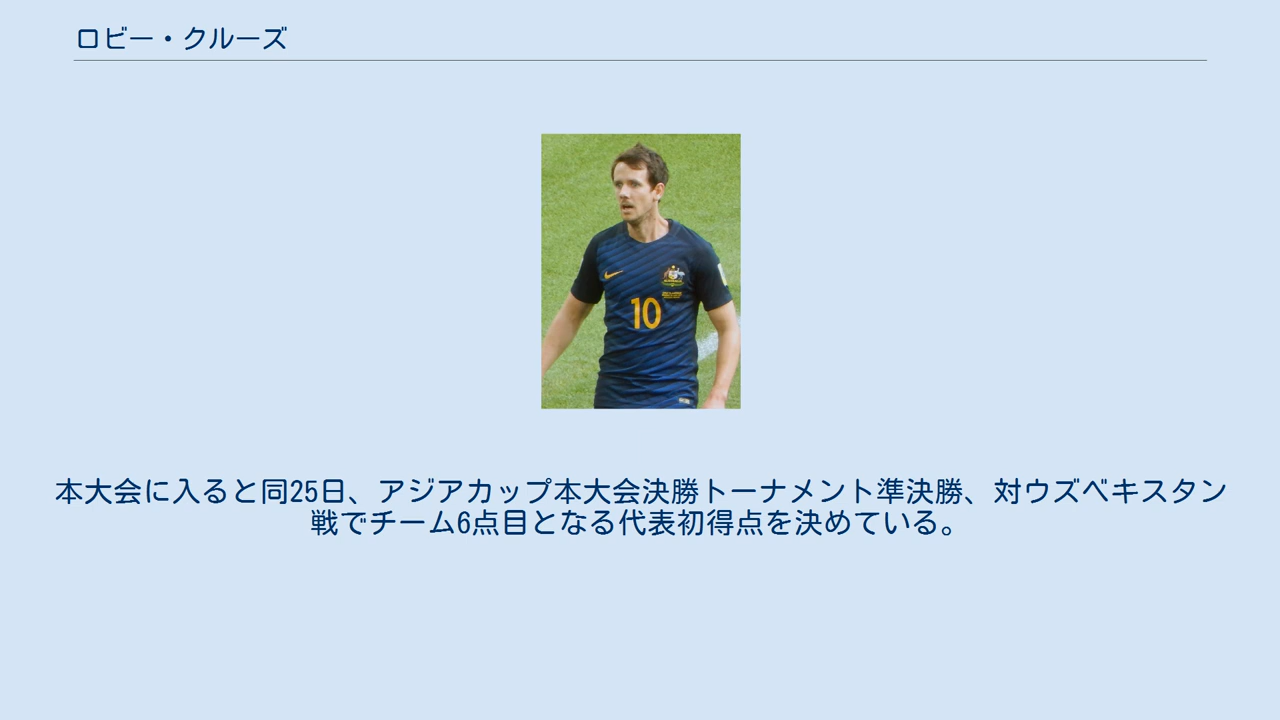 ロビー・クルーズ
10
本大会に入ると同25日、アジアカップ本大会決勝トーナメント準決勝、対ウズベキスタン
戦でチーム6点目となる代表初得点を決めている。